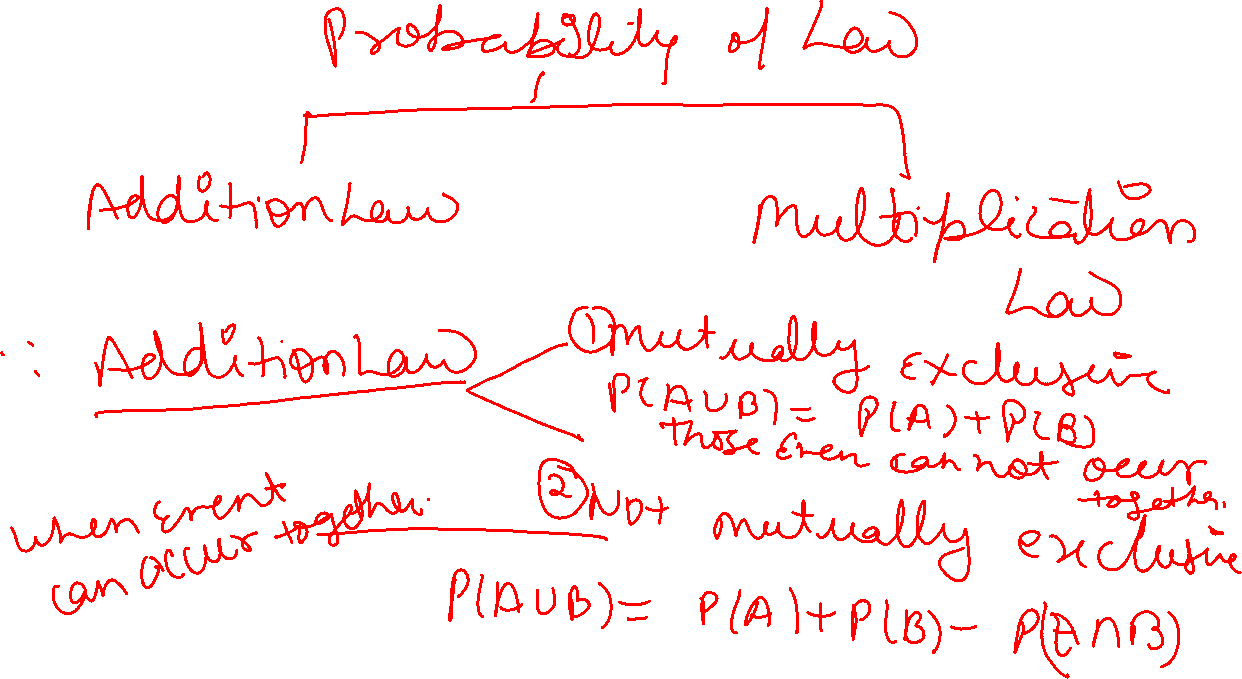 Probability of Law
Addition Law
Multiplication
Law
∴ Addition Law
① Mutually exclusive
P(A∪B) = P(A)+P(B)
those Even can not occur
together.
② Not mutually exclusive
when event
can occur together.
P(A∪B) = P(A)+P(B)- P(A∩B)